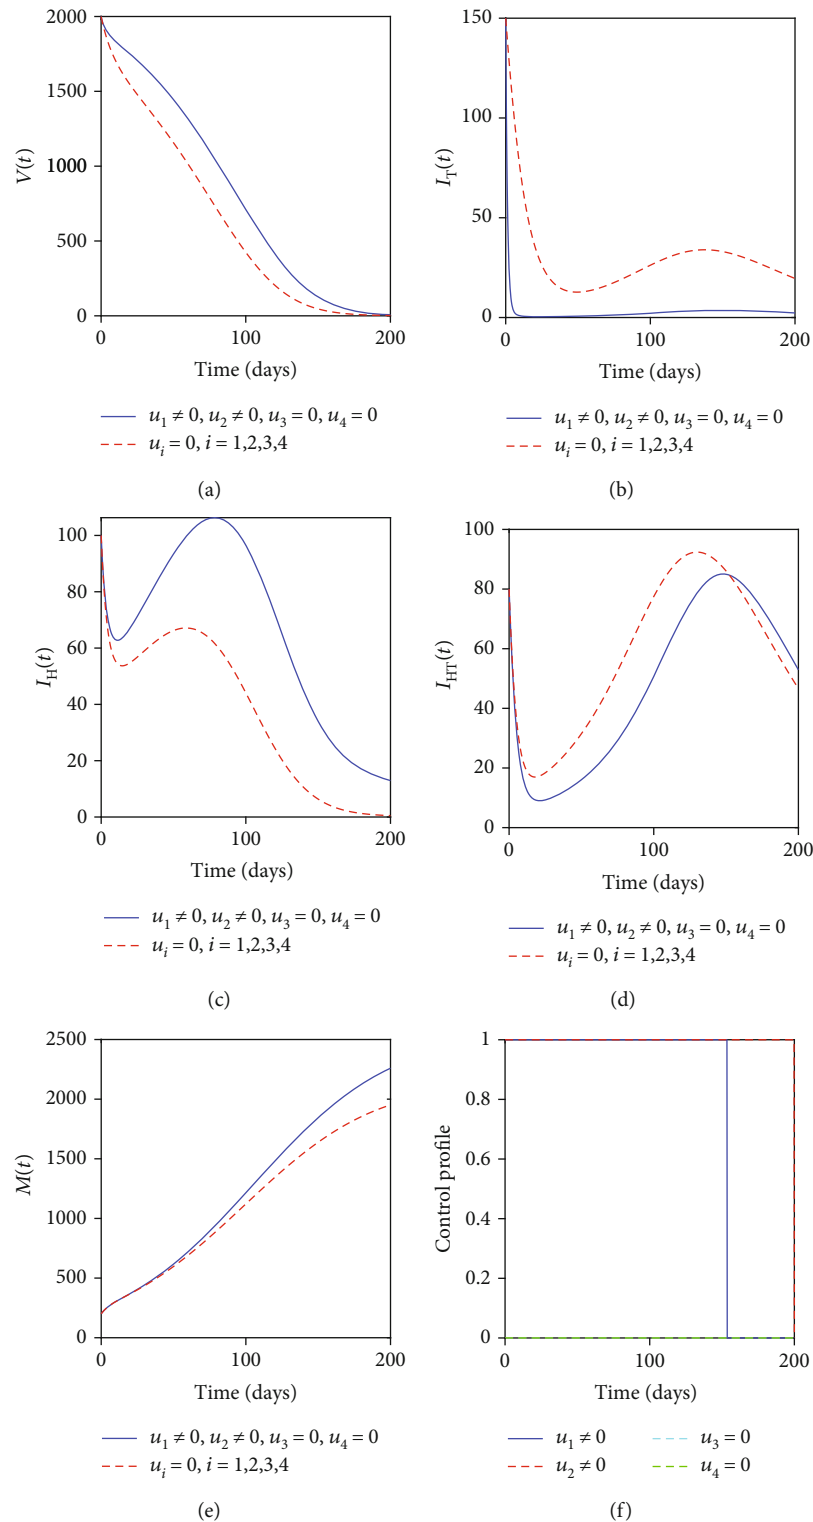 2000
1500
1000
500
0
V(t)
0 100 200
Time (days)
u1 ≠ 0, u2 ≠ 0, u3 = 0, u4 = 0
ui = 0, i = 1,2,3,4
(a)
150
100
50
0
IT(t)
0 100 200
Time (days)
u1 ≠ 0, u2 ≠ 0, u3 = 0, u4 = 0
ui = 0, i = 1,2,3,4
(b)
100
80
60
40
20
0
IH(t)
0 100 200
Time (days)
u1 ≠ 0, u2 ≠ 0, u3 = 0, u4 = 0
ui = 0, i = 1,2,3,4
(c)
100
80
60
40
20
0
IHT(t)
0 100 200
Time (days)
u1 ≠ 0, u2 ≠ 0, u3 = 0, u4 = 0
ui = 0, i = 1,2,3,4
(d)
2500
2000
1500
1000
500
0
M(t)
0 100 200
Time (days)
u1 ≠ 0, u2 ≠ 0, u3 = 0, u4 = 0
ui = 0, i = 1,2,3,4
(e)
1
0.8
0.6
0.4
0.2
0
Control profile
0 100 200
Time (days)
u1 ≠ 0 u3 = 0
u2 ≠ 0 u4 = 0
(f)